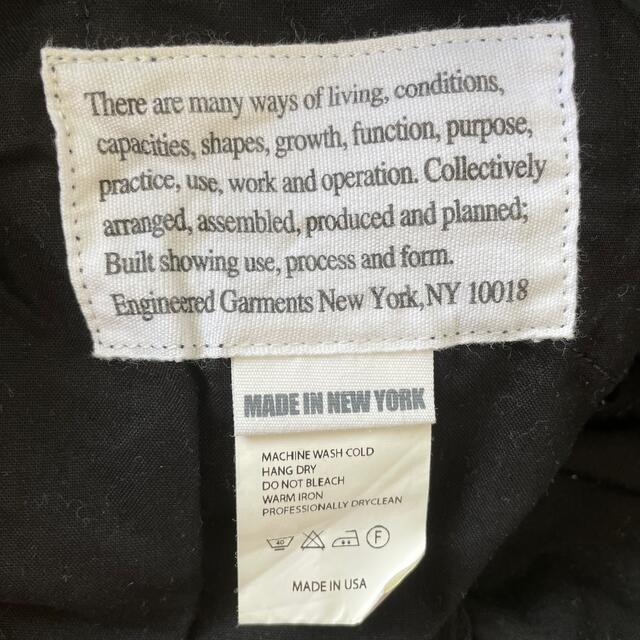 There are many ways of living, conditions,
capacities, shapes, growth, function, purpose,
practice, use, work and operation. Collectively
arranged, assembled, produced and planned;
Built showing use, process and form.
Engineered Garments New York, NY 10018
MADE IN NEW YORK
MACHINE WASH COLD
HANG DRY
DO NOT BLEACH
WARM IRON
PROFESSIONALLY DRYCLEAN
40 F
MADE IN USA